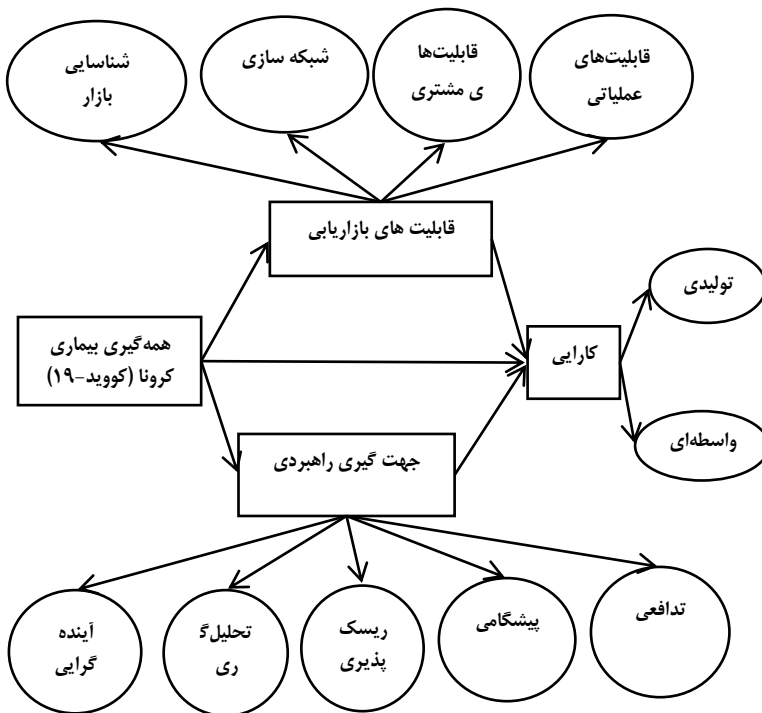 شناسایی
بازار
شبکه سازی
قابلیت‌ها
ی مشتری
قابلیت‌های
عملیاتی
قابلیت های بازاریابی
تولیدی
همه‌گیری بیماری
کرونا (کووید-۱۹)
کارایی
واسطه‌ای
جهت گیری راهبردی
آینده
گرایی
تحلیل‌گ
ری
ریسک
پذیری
پیشگامی
تدافعی